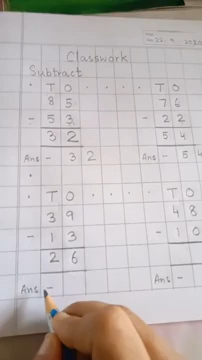 Classwork
Subtract
T O
8 5
- 5 3
3 2
Ans - 3 2
T O
7 6
- 2 2
5 4
Ans - 5 4
T O
3 9
- 1 3
2 6
Ans -
T O
4 8
- 1 0
Ans -